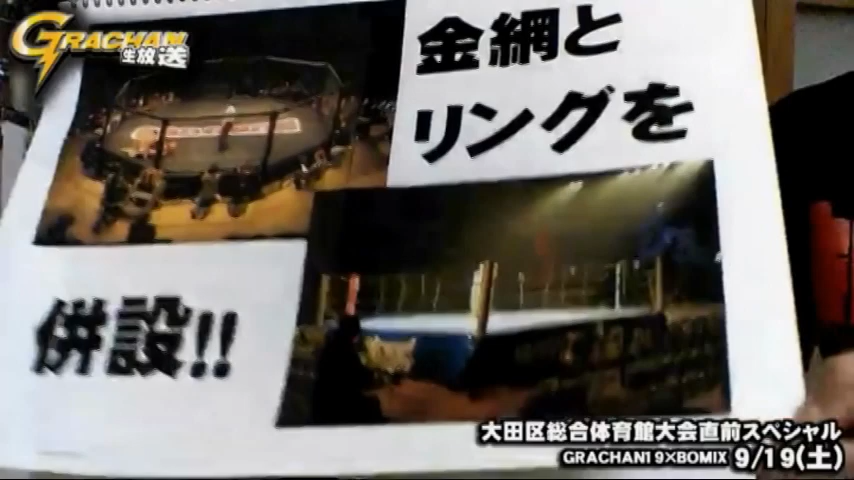 GRACHAN
生放送
金網と
リングを
併設!!
大田区総合体育館大会直前スペシャル
GRACHAN19×BOMIX 9/19(土)